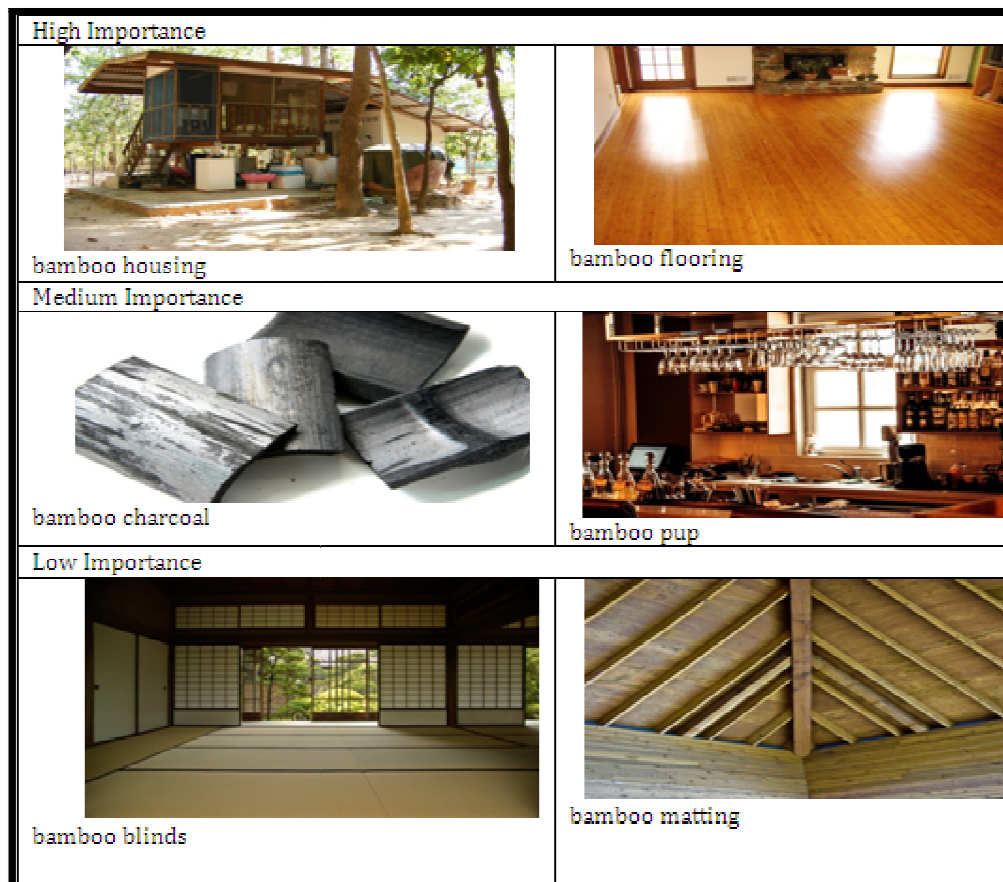 High Importance
bamboo housing
bamboo flooring
Medium Importance
bamboo charcoal
bamboo pup
Low Importance
bamboo blinds
bamboo matting